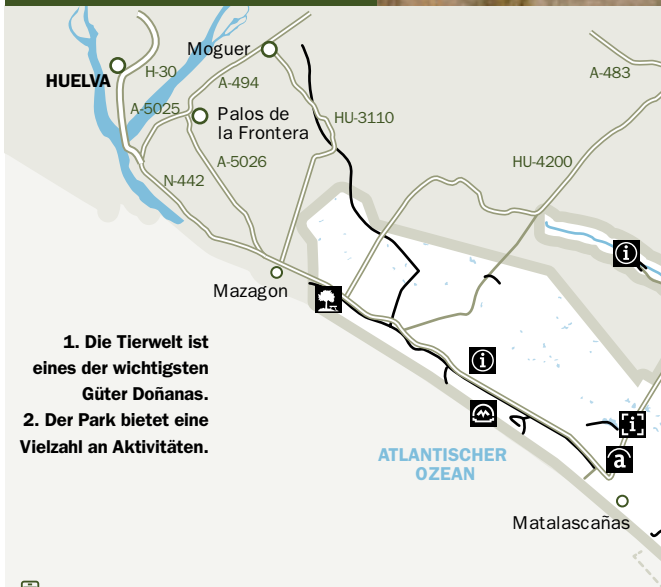 Moguer
HUELVA
H-30
A-494
A-483
A-5025
Palos de
la Frontera
HU-3110
A-5026
HU-4200
N-442
i
Mazagon
1. Die Tierwelt ist
eines der wichtigsten
Güter Doñanas.
2. Der Park bietet eine
Vielzahl an Aktivitäten.
i
i
ATLANTISCHER
OZEAN
a
Matalascañas